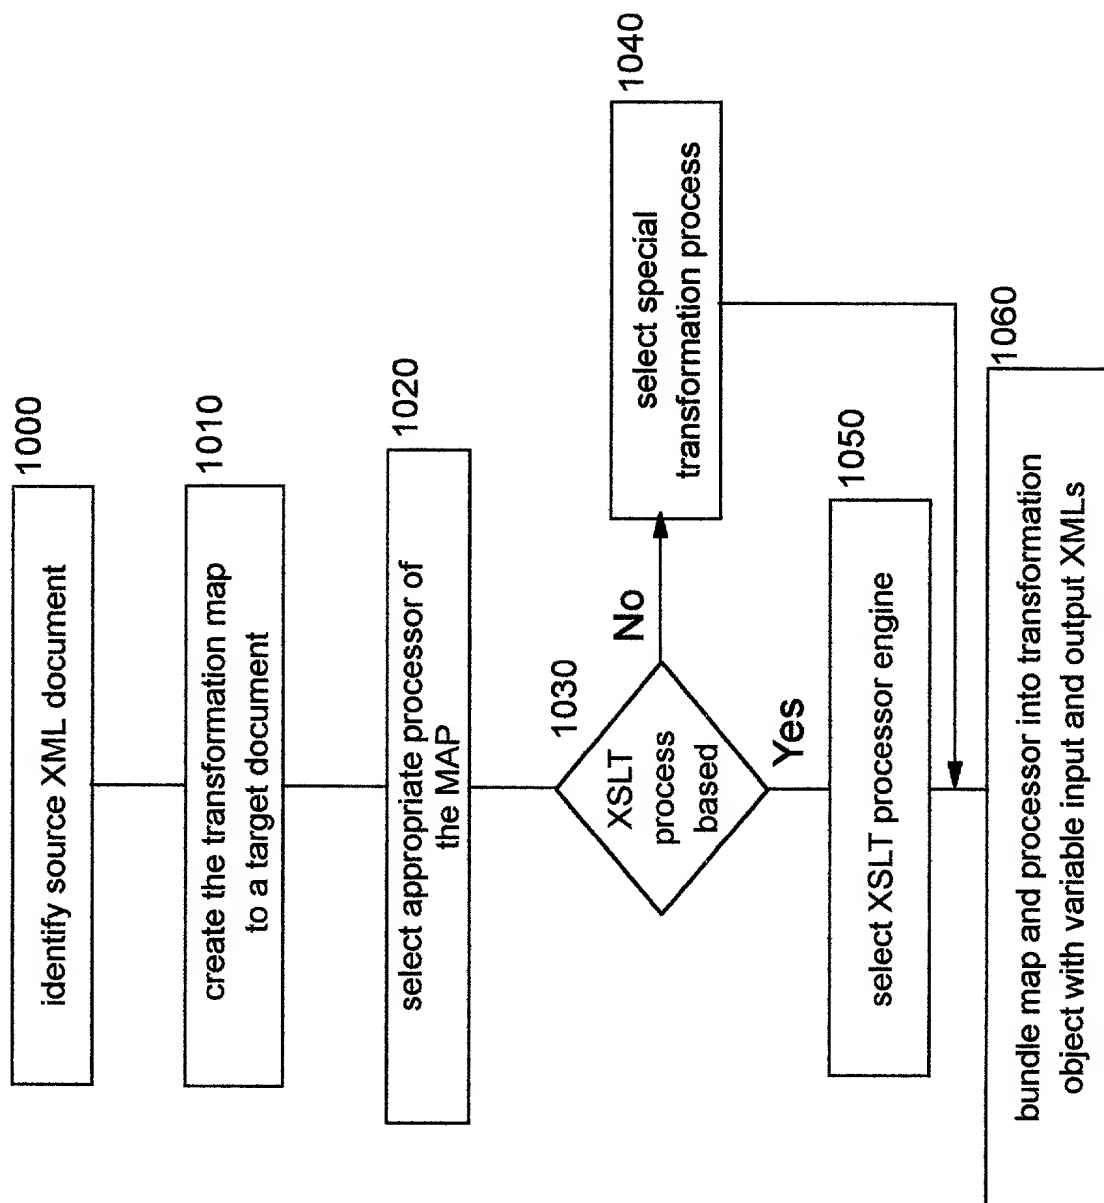 1000
identify source XML document
1010
create the transformation map
to a target document
1020
select appropriate processor of
the MAP
1030
XSLT
process
based
No
1040
select special
transformation process
Yes
1050
select XSLT processor engine
1060
bundle map and processor into transformation
object with variable input and output XMLs